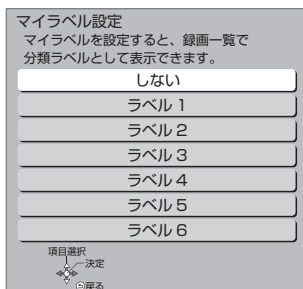 マイラベル設定
マイラベルを設定すると、録画一覧で
分類ラベルとして表示できます。
しない
ラベル 1
ラベル 2
ラベル 3
ラベル 4
ラベル 5
ラベル 6
項目選択
決定
戻る